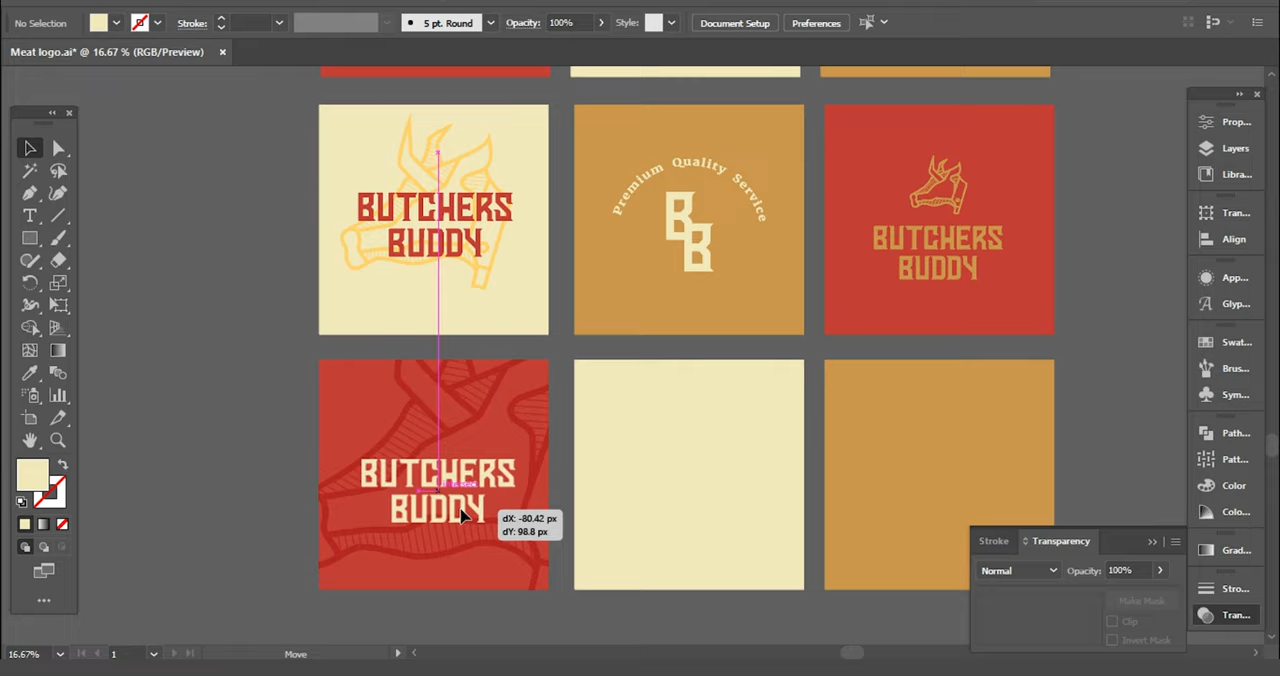 No Selection
Stroke:
5 pt. Round
Opacity: 100%
Style:
Document Setup
Preferences
Meat logo.ai* @ 16.67 % (RGB/Preview) ×
BUTCHERS
BUDDY
Premium Quality Service
B
B
BUTCHERS
BUDDY
BUTCHERS
BUDDY
dX: -80.42 px
dY: 98.8 px
Prop...
Layers
Libra...
Tran...
Align
App...
Glyp...
Swat...
Brus...
Sym...
Path...
Patt...
Color
Colo...
Grad...
Stro...
Tran...
Stroke
Transparency
Normal
Opacity: 100%
Make Mask
Clip
Invert Mask
16.67%
1
Move